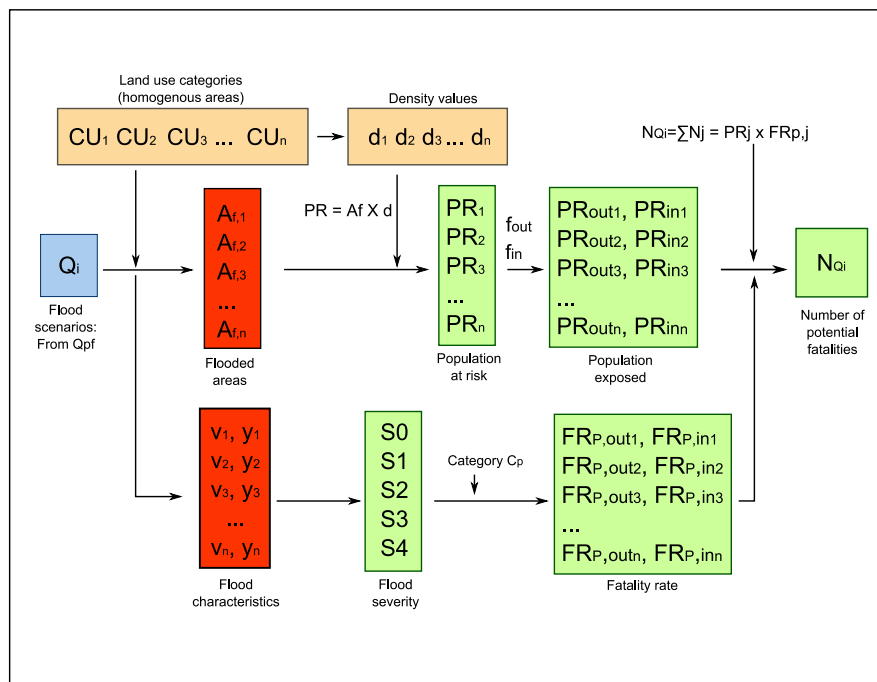 Land use categories
(homogenous areas)
CU1 CU2 CU3 ... CUn
Density values
d1 d2 d3 ... dn
NQi=∑Nj = PRj x FRp,j
PR = Af X d
Qi
Flood
scenarios:
From Qpf
Af,1
Af,2
Af,3
...
Af,n
Flooded
areas
PR1
PR2
PR3
...
PRn
Population
at risk
fout
fin
PRout1, PRin1
PRout2, PRin2
PRout3, PRin3
...
PRoutn, PRinn
Population
exposed
NQi
Number of
potential
fatalities
v1, y1
v2, y2
v3, y3
...
vn, yn
Flood
characteristics
S0
S1
S2
S3
S4
Flood
severity
Category Cp
FRP,out1, FRP,in1
FRP,out2, FRP,in2
FRP,out3, FRP,in3
...
FRP,outn, FRP,inn
Fatality rate